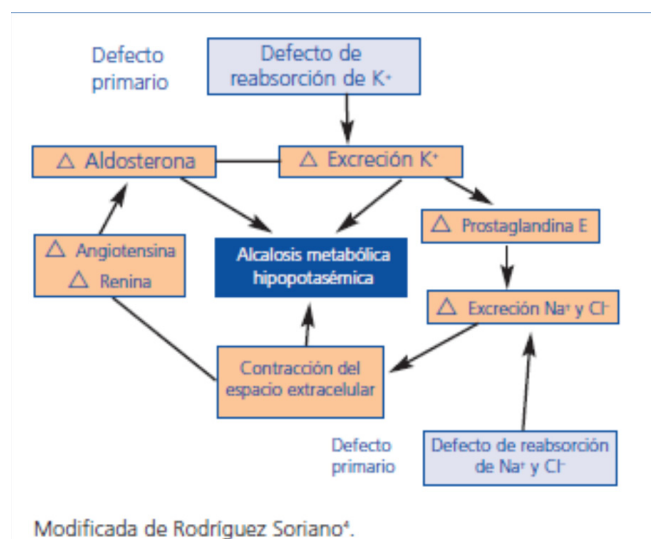 Defecto
primario
Defecto de
reabsorción de K⁺
△ Aldosterona
△ Excreción K⁺
△ Angiotensina
△ Renina
Alcalosis metabólica
hipopotasémica
△ Prostaglandina E
△ Excreción Na⁺ y Cl⁻
Contracción del
espacio extracelular
Defecto
primario
Defecto de reabsorción
de Na⁺ y Cl⁻
Modificada de Rodríguez Soriano⁴.